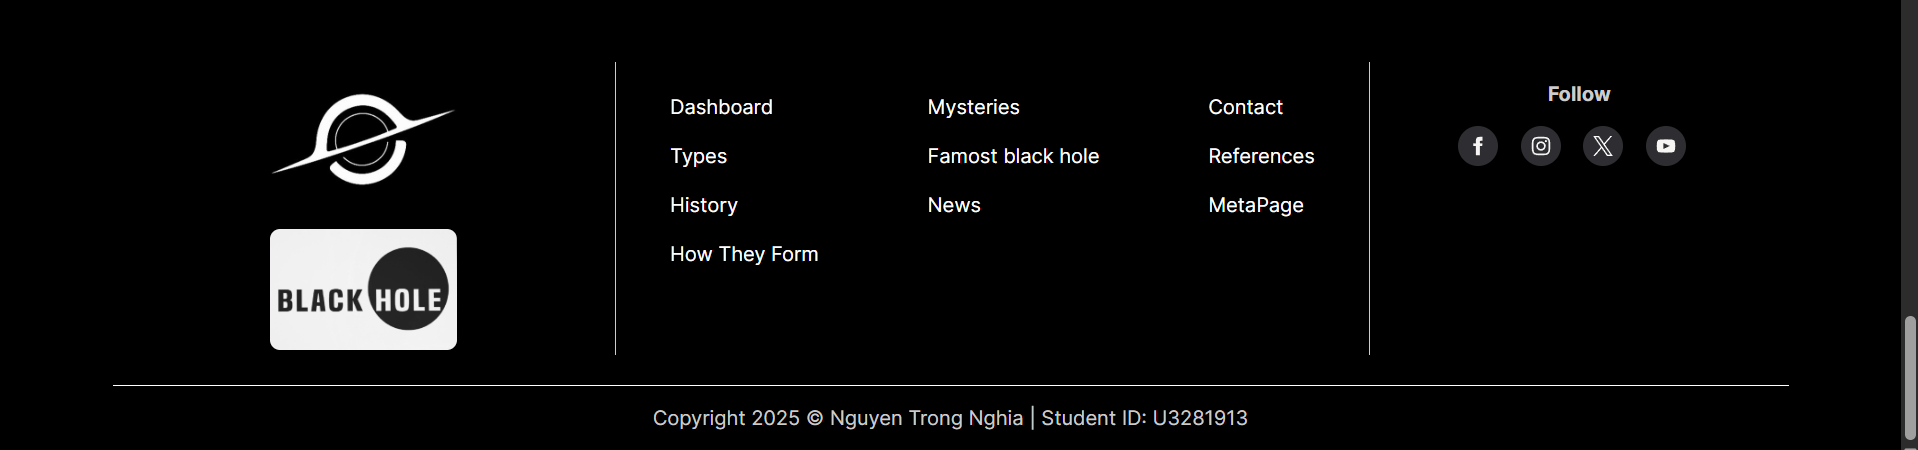 BLACK HOLE
Dashboard
Types
History
How They Form
Mysteries
Famost black hole
News
Contact
References
MetaPage
Follow
Copyright 2025 © Nguyen Trong Nghia | Student ID: U3281913